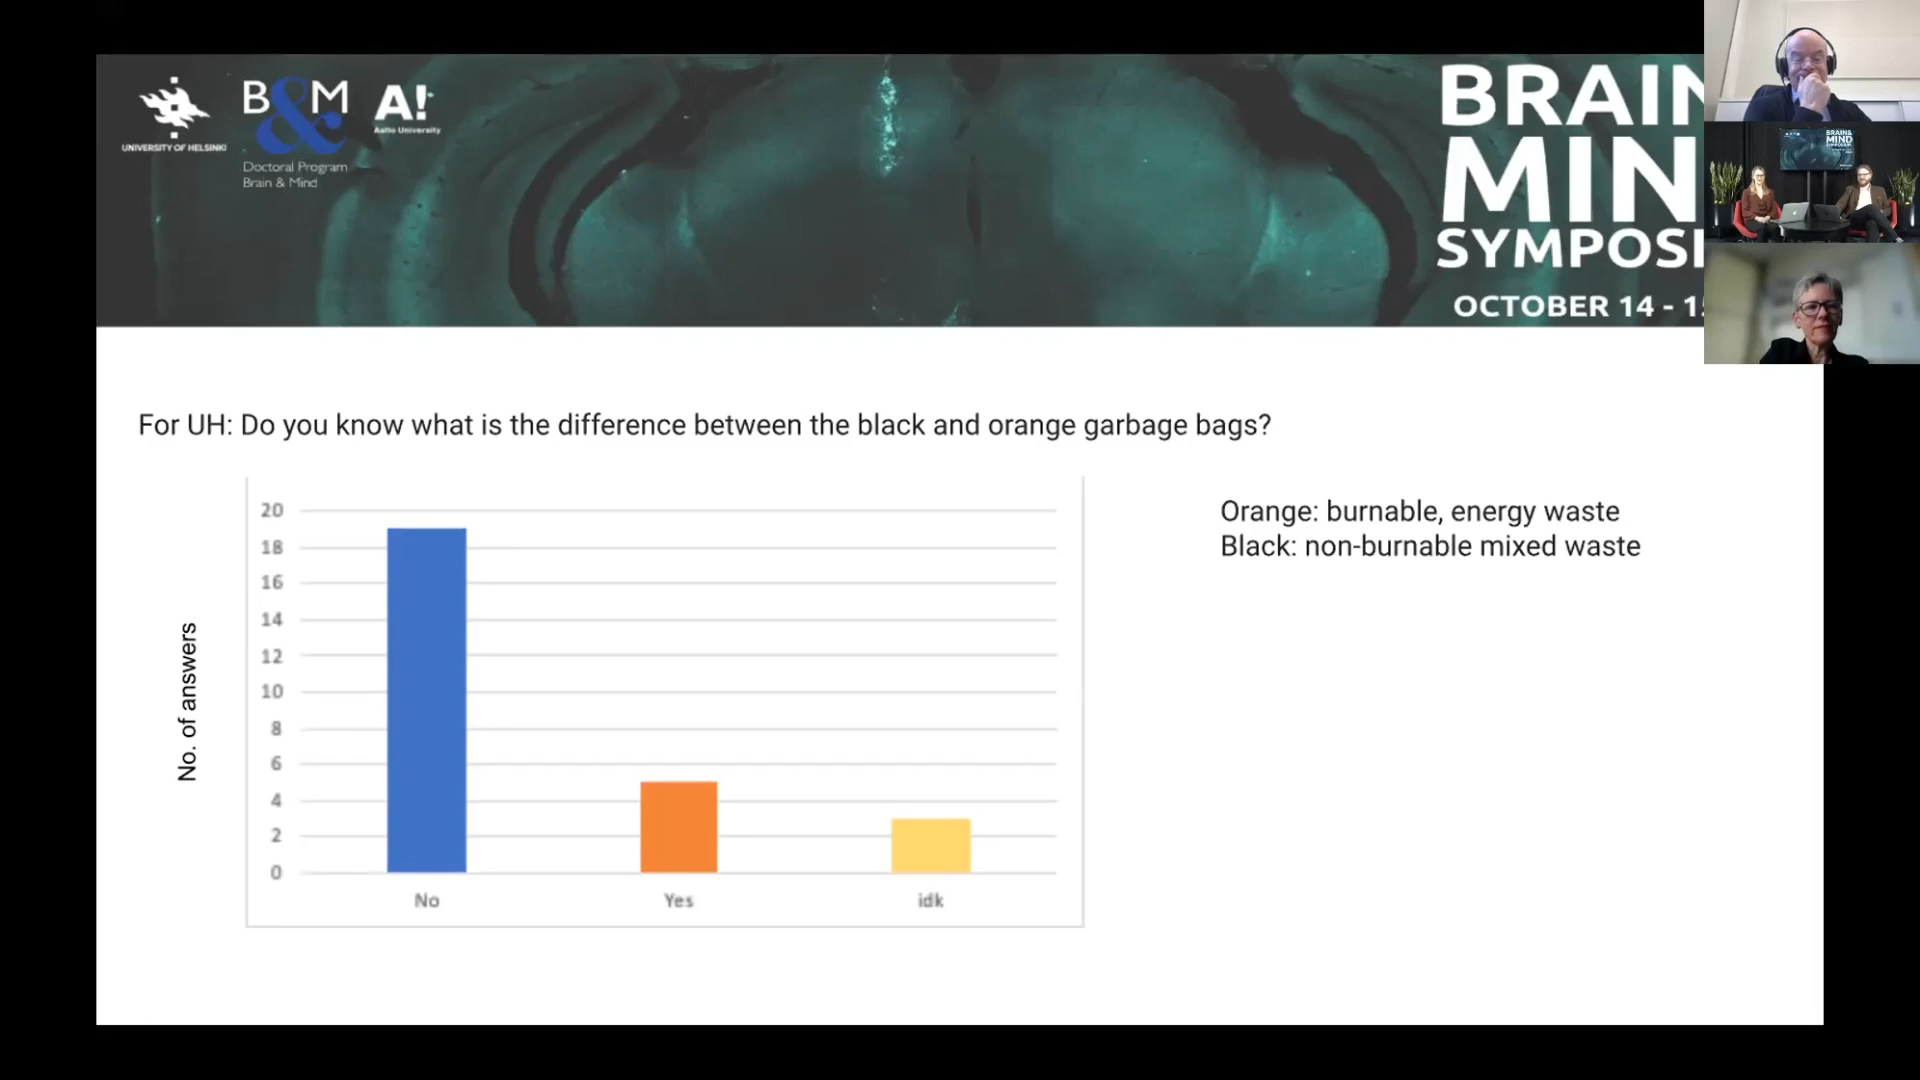 UNIVERSITY OF HELSINKI
B&M
Doctoral Program
Brain & Mind
A!
Aalto University
BRAIN
MIN
SYMPOSI
OCTOBER 14 - 1
BRAIN&
MIND
SYMPOSIUM
For UH: Do you know what is the difference between the black and orange garbage bags?
Orange: burnable, energy waste
Black: non-burnable mixed waste
No. of answers
20
18
16
14
12
10
8
6
4
2
0
No
Yes
idk